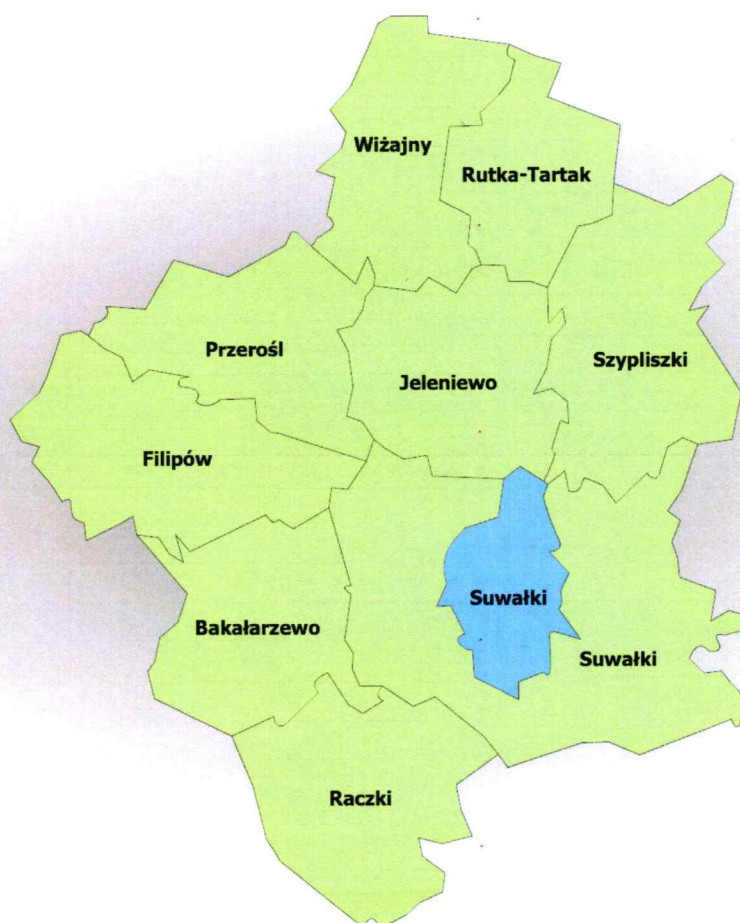 Wiżajny
Rutka-Tartak
Przerośl
Jeleniewo
Szypliszki
Filipów
Suwałki
Bakałarzewo
Suwałki
Raczki